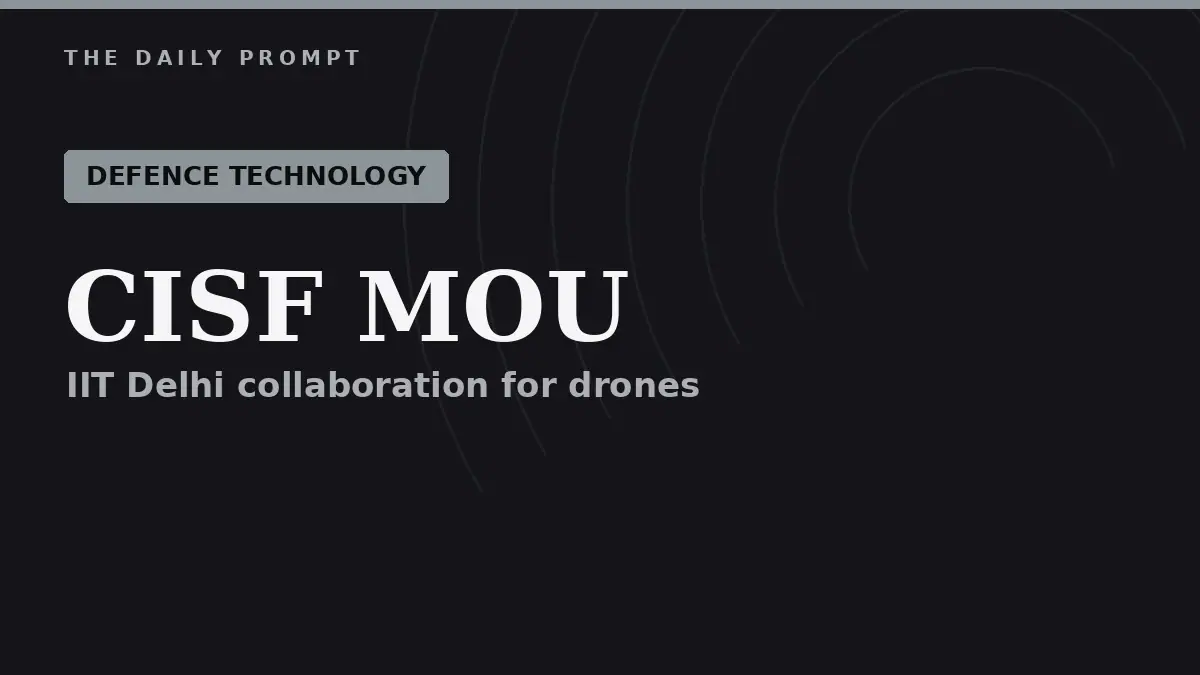 THE DAILY PROMPT
DEFENCE TECHNOLOGY
CISF MOU
IIT Delhi collaboration for drones